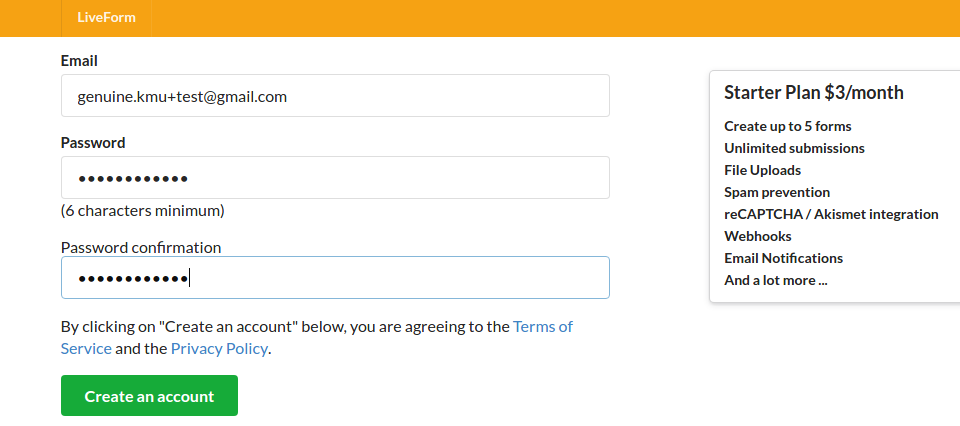 LiveForm
Email
genuine.kmu+test@gmail.com
Password
••••••••••••
(6 characters minimum)
Password confirmation
••••••••••••
By clicking on "Create an account" below, you are agreeing to the Terms of
Service and the Privacy Policy.
Create an account
Starter Plan $3/month
Create up to 5 forms
Unlimited submissions
File Uploads
Spam prevention
reCAPTCHA / Akismet integration
Webhooks
Email Notifications
And a lot more ...